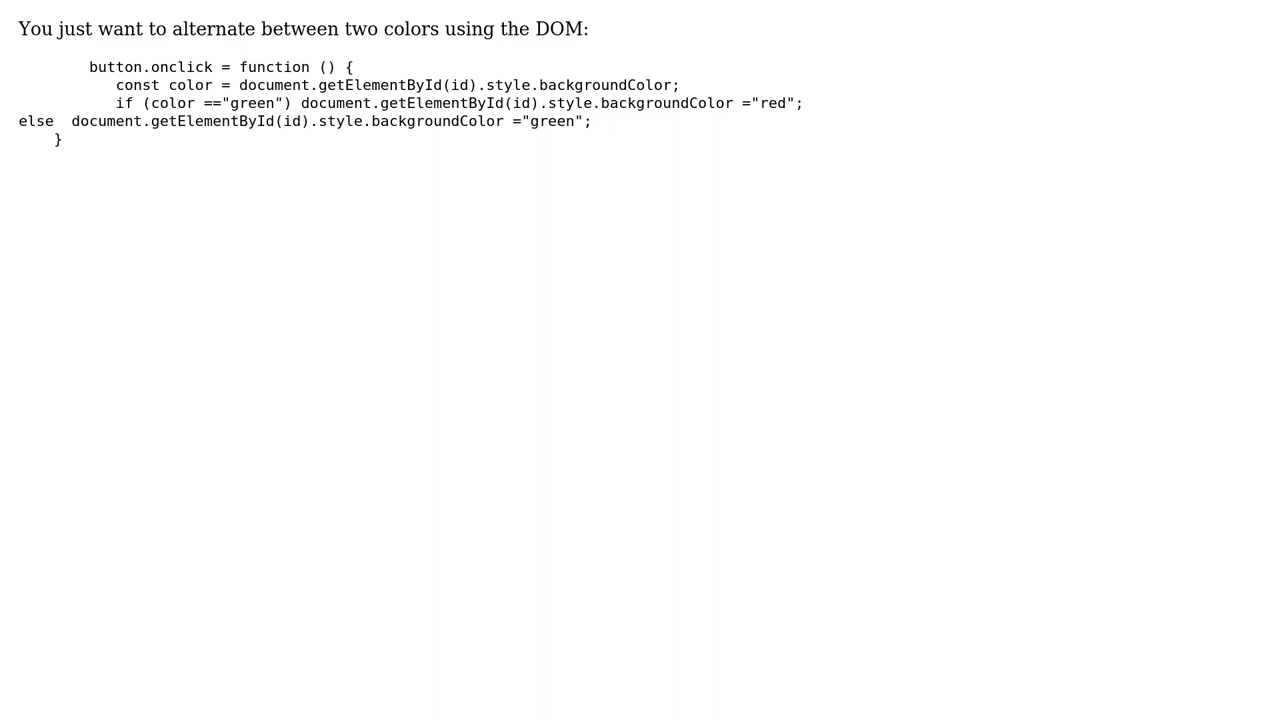 You just want to alternate between two colors using the DOM:
button.onclick = function () {
const color = document.getElementById(id).style.backgroundColor;
if (color =="green") document.getElementById(id).style.backgroundColor ="red";
else  document.getElementById(id).style.backgroundColor ="green";
}